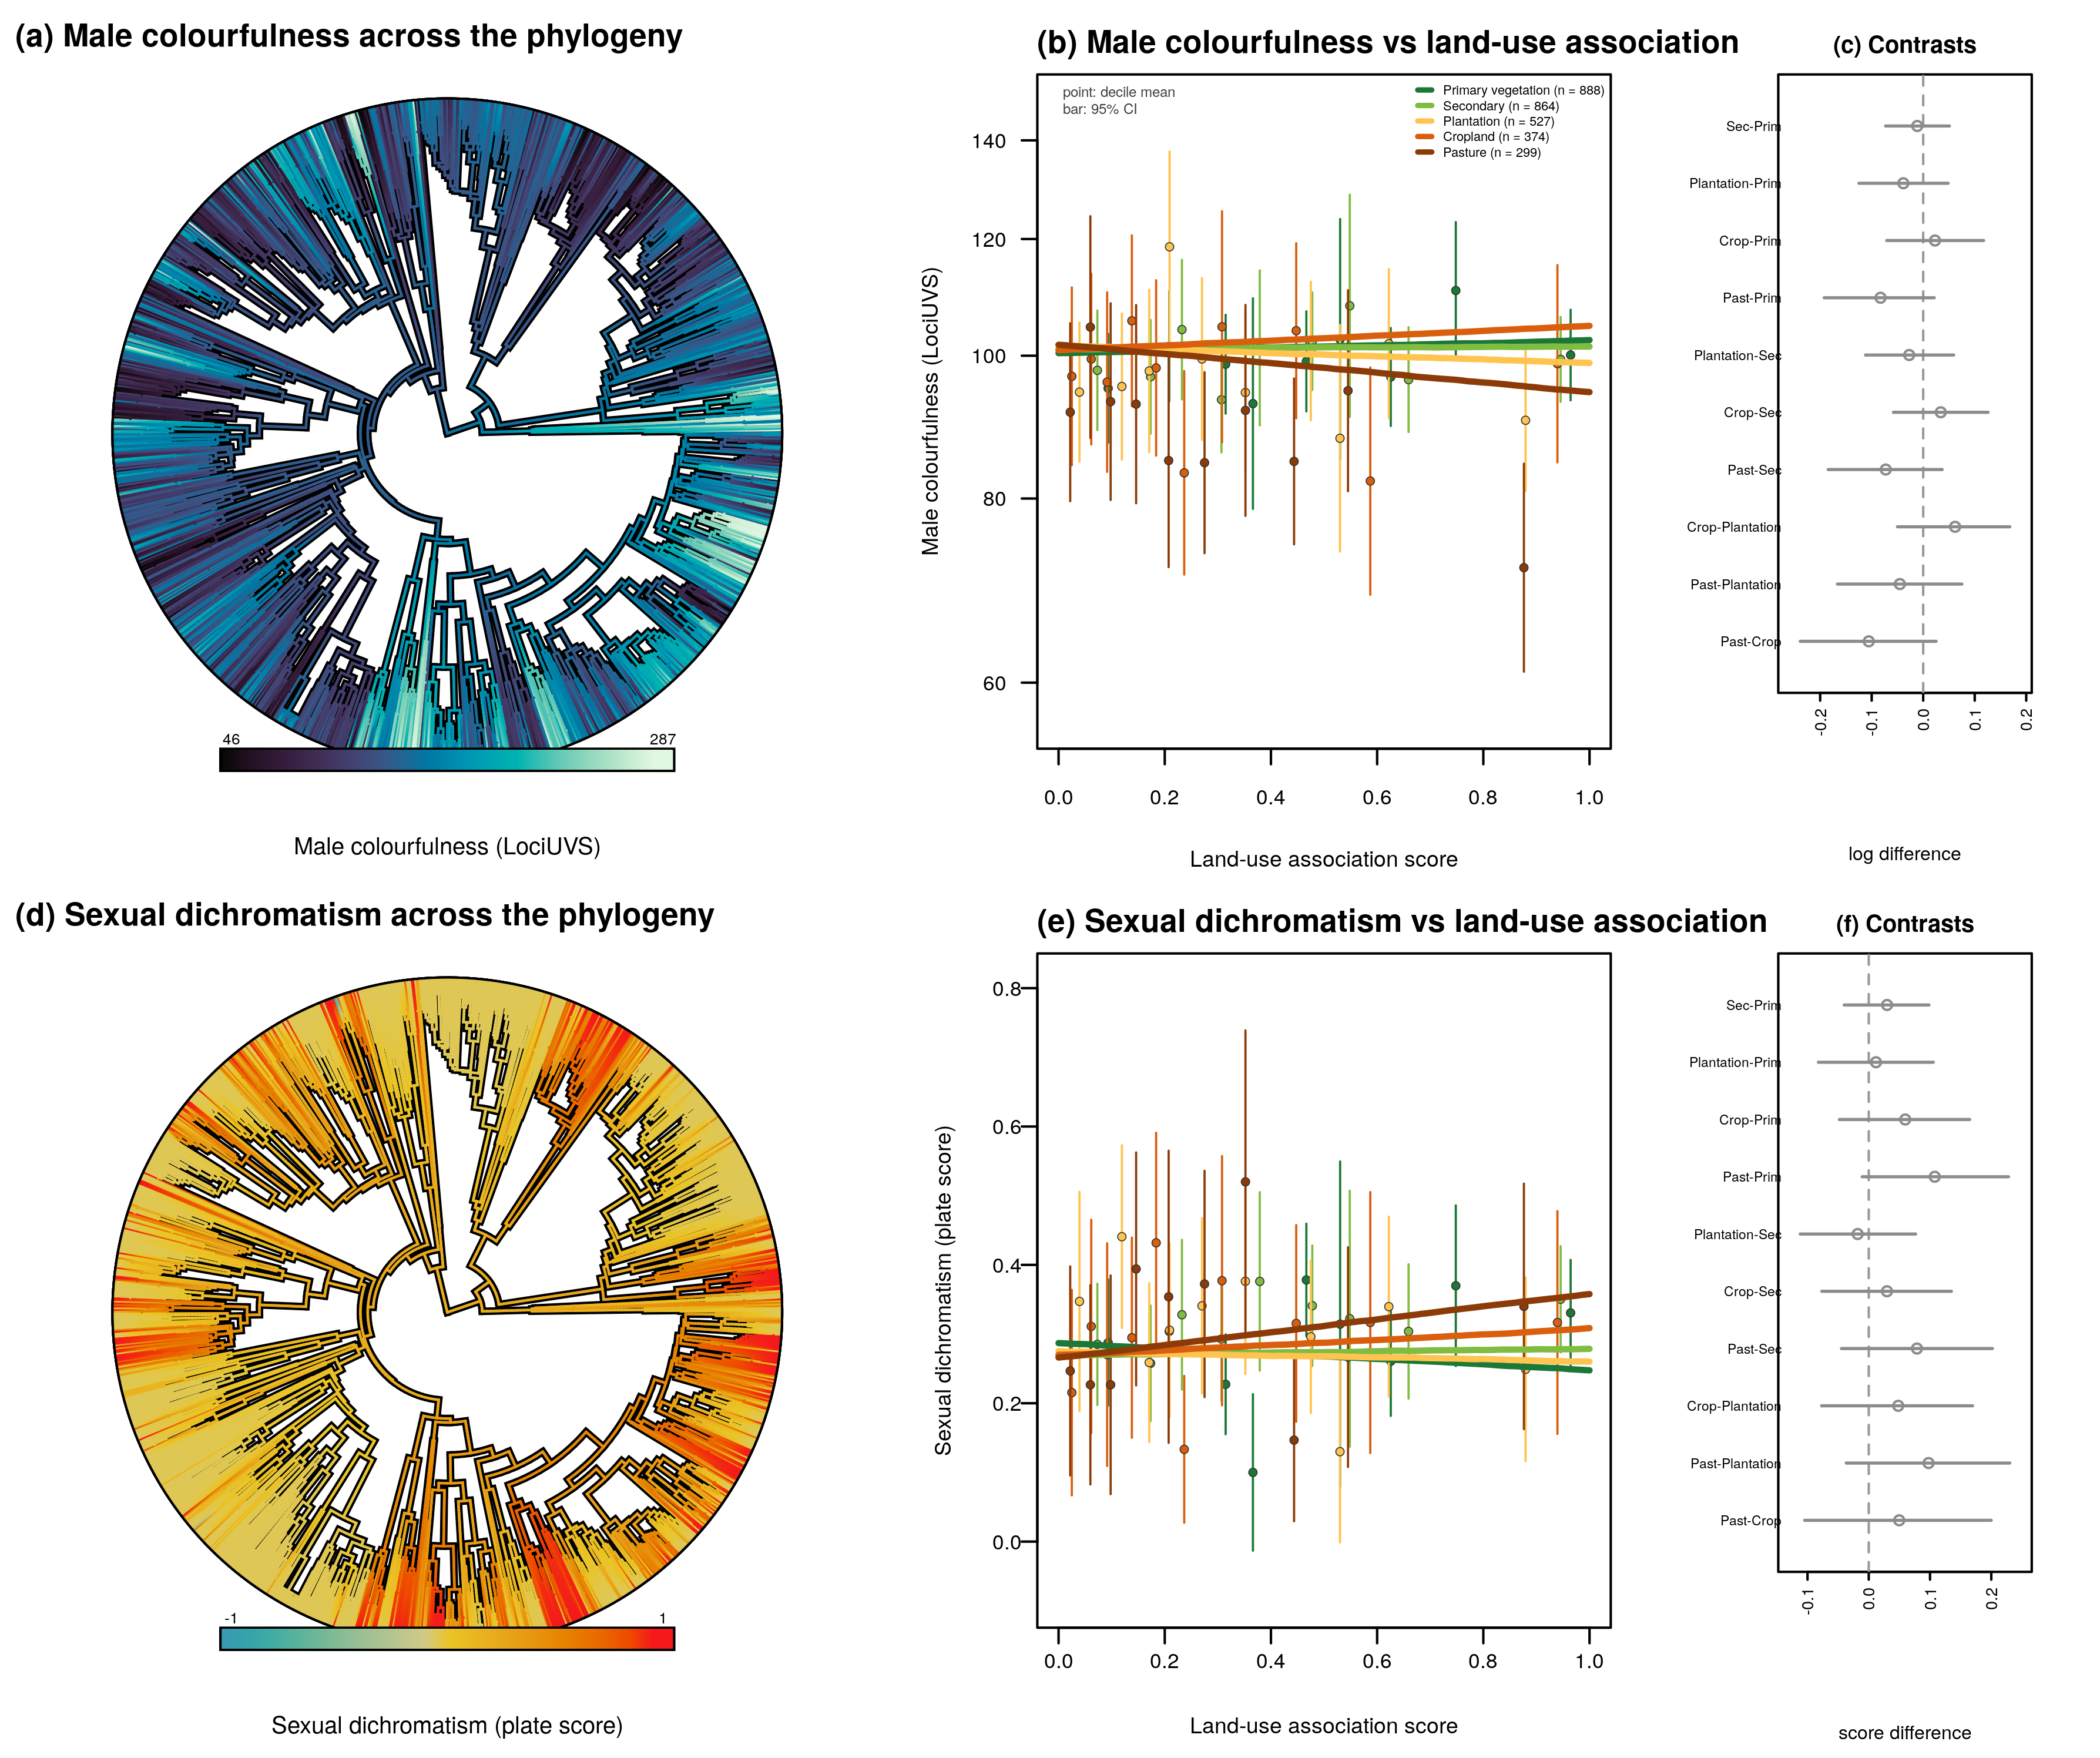 (a) Male colourfulness across the phylogeny
46
287
Male colourfulness (LociUVS)
(b) Male colourfulness vs land-use association
point: decile mean
bar: 95% CI
Primary vegetation (n = 888)
Secondary (n = 864)
Plantation (n = 527)
Cropland (n = 374)
Pasture (n = 299)
Male colourfulness (LociUVS)
140
120
100
80
60
0.0 0.2 0.4 0.6 0.8 1.0
Land-use association score
(c) Contrasts
Sec-Prim
Plantation-Prim
Crop-Prim
Past-Prim
Plantation-Sec
Crop-Sec
Past-Sec
Crop-Plantation
Past-Plantation
Past-Crop
-0.2 -0.1 0.0 0.1 0.2
log difference
(d) Sexual dichromatism across the phylogeny
-1
1
Sexual dichromatism (plate score)
(e) Sexual dichromatism vs land-use association
Sexual dichromatism (plate score)
0.8
0.6
0.4
0.2
0.0
0.0 0.2 0.4 0.6 0.8 1.0
Land-use association score
(f) Contrasts
Sec-Prim
Plantation-Prim
Crop-Prim
Past-Prim
Plantation-Sec
Crop-Sec
Past-Sec
Crop-Plantation
Past-Plantation
Past-Crop
-0.1 0.0 0.1 0.2
score difference